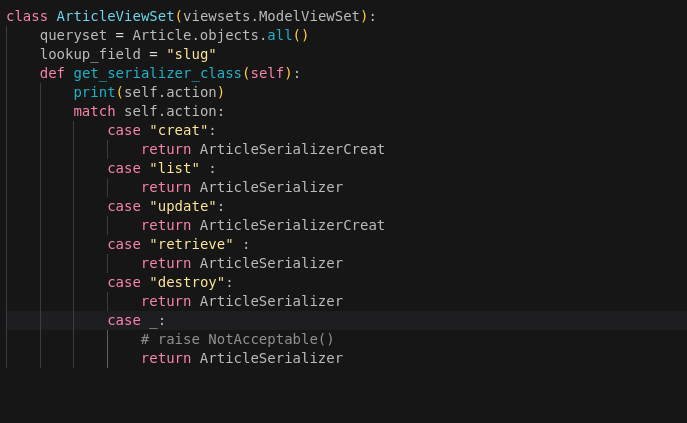 class ArticleViewSet(viewsets.ModelViewSet):
    queryset = Article.objects.all()
    lookup_field = "slug"
    def get_serializer_class(self):
        print(self.action)
        match self.action:
            case "creat":
                return ArticleSerializerCreat
            case "list" :
                return ArticleSerializer
            case "update":
                return ArticleSerializerCreat
            case "retrieve" :
                return ArticleSerializer
            case "destroy":
                return ArticleSerializer
            case _:
                # raise NotAcceptable()
                return ArticleSerializer